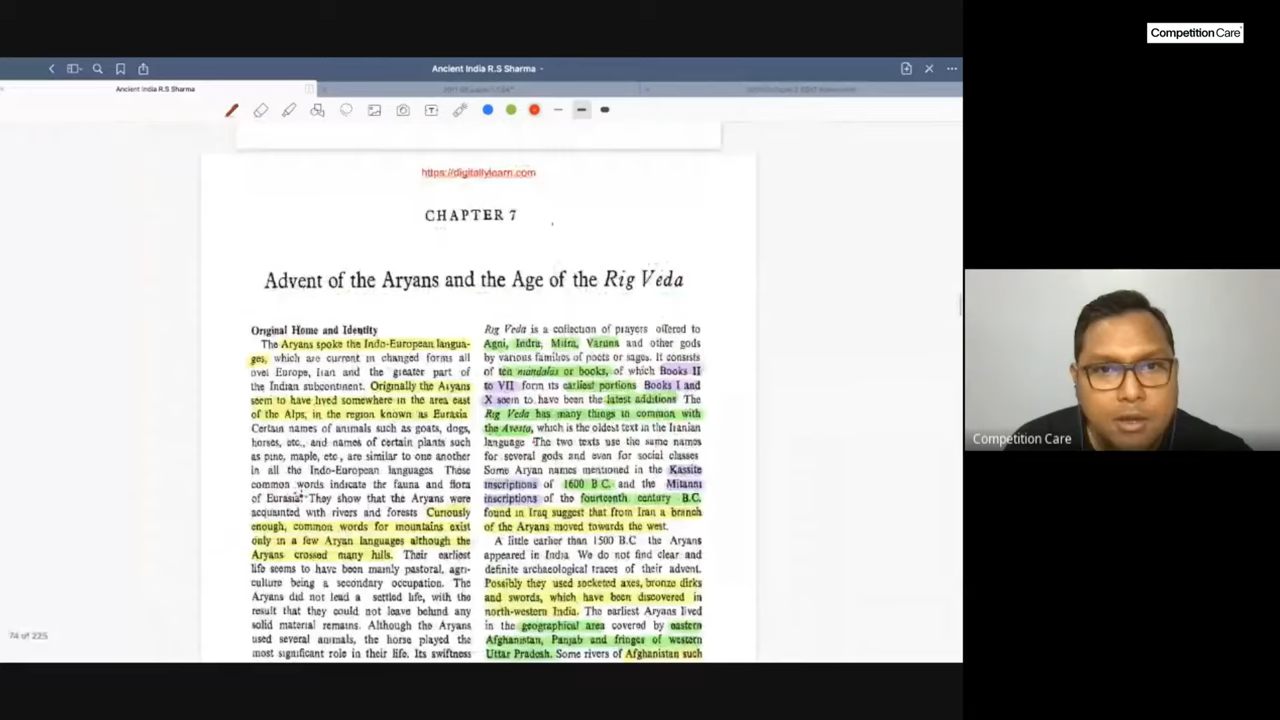 CompetitionCare
Ancient India R.S Sharma
Ancient India R.S Sharma
https://digitallylearn.com
CHAPTER 7
Advent of the Aryans and the Age of the Rig Veda
Original Home and Identity
The Aryans spoke the Indo-European langua-
ges, which are current in changed forms all
over Europe, Iran and the greater part of
the Indian subcontinent. Originally the Aryans
seem to have lived somewhere in the area east
of the Alps, in the region known as Eurasia
Certain names of animals such as goats, dogs,
horses, etc., and names of certain plants such
as pine, maple, etc, are similar to one another
in all the Indo-European languages These
common words indicate the fauna and flora
of Eurasia. They show that the Aryans were
acquainted with rivers and forests Curiously
enough, common words for mountains exist
only in a few Aryan languages although the
Aryans crossed many hills. Their earliest
life seems to have been mainly pastoral, agri-
culture being a secondary occupation. The
Aryans did not lead a settled life, with the
result that they could not leave behind any
solid material remains. Although the Aryans
used several animals, the horse played the
most significant role in their life. Its swiftness
Rig Veda is a collection of prayers offered to
Agni, Indra, Mitra, Varuna and other gods
by various families of poets or sages. It consists
of ten mandalas or books, of which Books II
to VII form its earliest portions Books I and
X seem to have been the latest additions The
Rig Veda has many things in common with
the Avesta, which is the oldest text in the Iranian
language The two texts use the same names
for several gods and even for social classes
Some Aryan names mentioned in the Kassite
inscriptions of 1600 B C. and the Mitanni
inscriptions of the fourteenth century B.C.
found in Iraq suggest that from Iran a branch
of the Aryans moved towards the west.
A little earlier than 1500 B.C the Aryans
appeared in India We do not find clear and
definite archaeological traces of their advent.
Possibly they used socketed axes, bronze dirks
and swords, which have been discovered in
north-western India. The earliest Aryans lived
in the geographical area covered by eastern
Afghanistan, Panjab and fringes of western
Uttar Pradesh. Some rivers of Afghanistan such
74 of 225
Competition Care